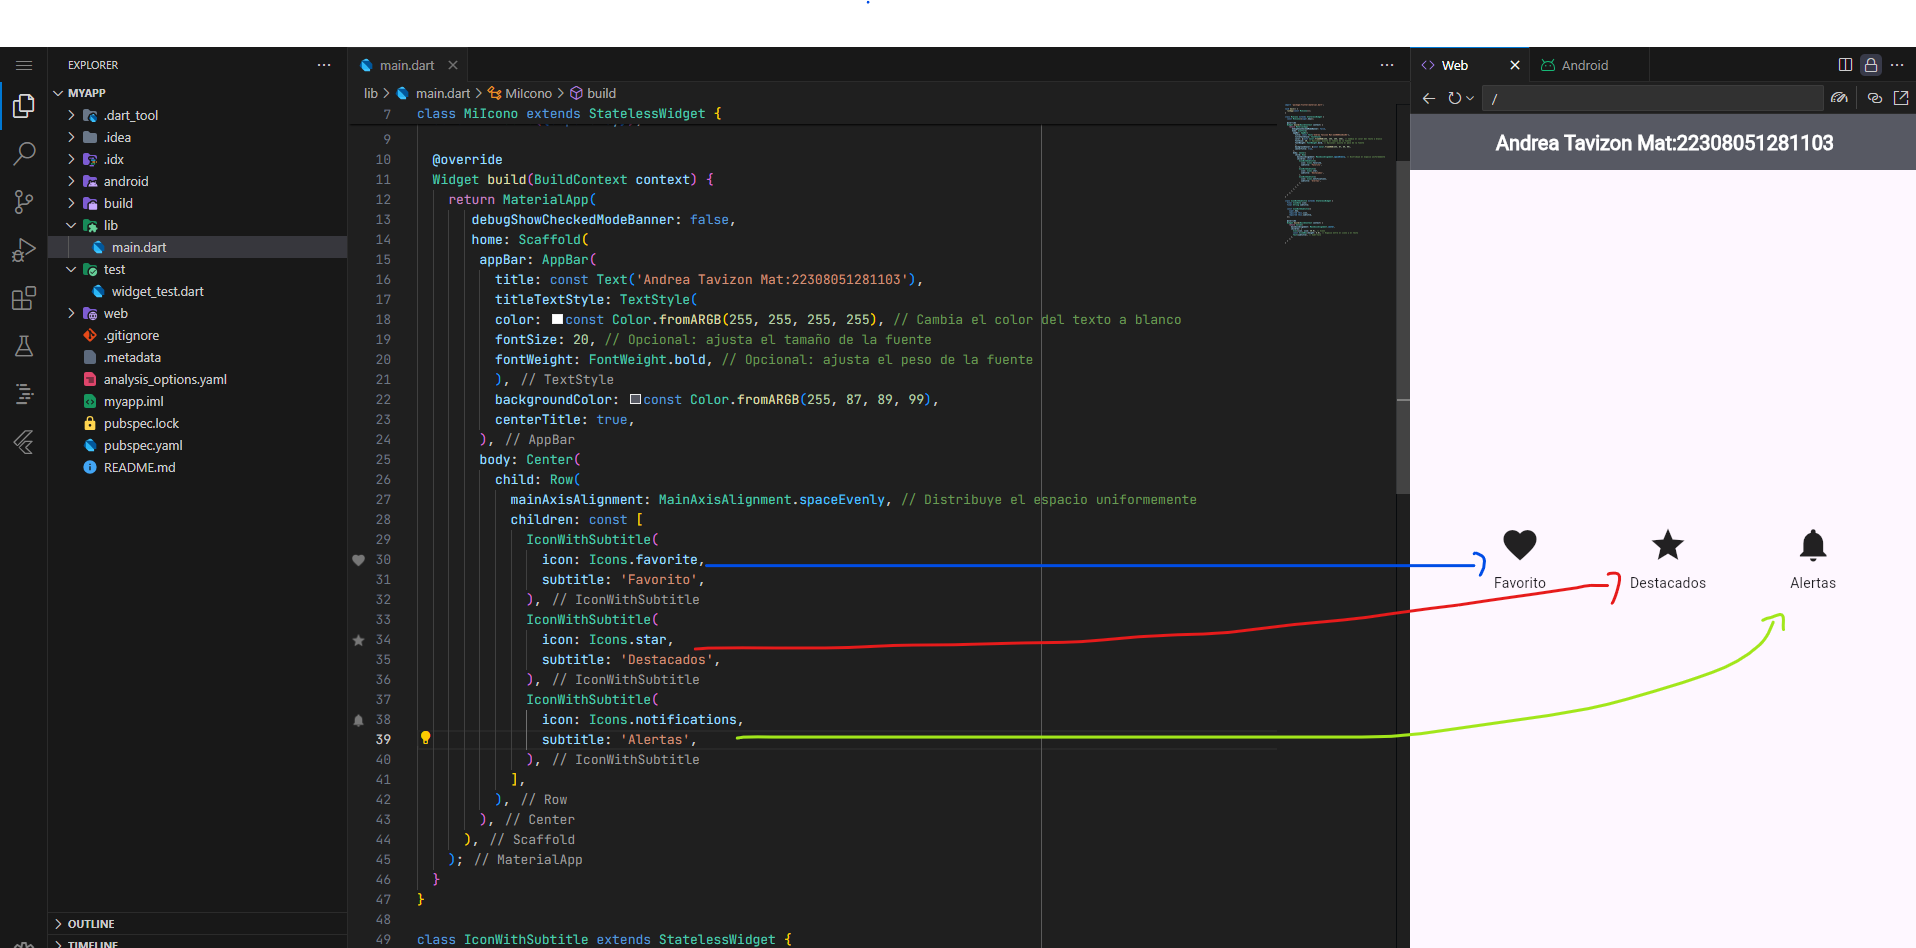 EXPLORER
MYAPP
.dart_tool
.idea
.idx
android
build
lib
main.dart
test
widget_test.dart
web
.gitignore
.metadata
analysis_options.yaml
myapp.iml
pubspec.lock
pubspec.yaml
README.md
OUTLINE
TIMELINE
main.dart
lib > main.dart > MiIcono > build
7 class MiIcono extends StatelessWidget {
9
10 @override
11 Widget build(BuildContext context) {
12 return MaterialApp(
13 debugShowCheckedModeBanner: false,
14 home: Scaffold(
15 appBar: AppBar(
16 title: const Text('Andrea Tavizon Mat:22308051281103'),
17 titleTextStyle: TextStyle(
18 color: const Color.fromARGB(255, 255, 255, 255), // Cambia el color del texto a blanco
19 fontSize: 20, // Opcional: ajusta el tamaño de la fuente
20 fontWeight: FontWeight.bold, // Opcional: ajusta el peso de la fuente
21 ), // TextStyle
22 backgroundColor: const Color.fromARGB(255, 87, 89, 99),
23 centerTitle: true,
24 ), // AppBar
25 body: Center(
26 child: Row(
27 mainAxisAlignment: MainAxisAlignment.spaceEvenly, // Distribuye el espacio uniformemente
28 children: const [
29 IconWithSubtitle(
30 icon: Icons.favorite,
31 subtitle: 'Favorito',
32 ), // IconWithSubtitle
33 IconWithSubtitle(
34 icon: Icons.star,
35 subtitle: 'Destacados',
36 ), // IconWithSubtitle
37 IconWithSubtitle(
38 icon: Icons.notifications,
39 subtitle: 'Alertas',
40 ), // IconWithSubtitle
41 ],
42 ), // Row
43 ), // Center
44 ), // Scaffold
45 ); // MaterialApp
46 }
47 }
48
49 class IconWithSubtitle extends StatelessWidget {
Web
Android
/
Andrea Tavizon Mat:22308051281103
Favorito
Destacados
Alertas